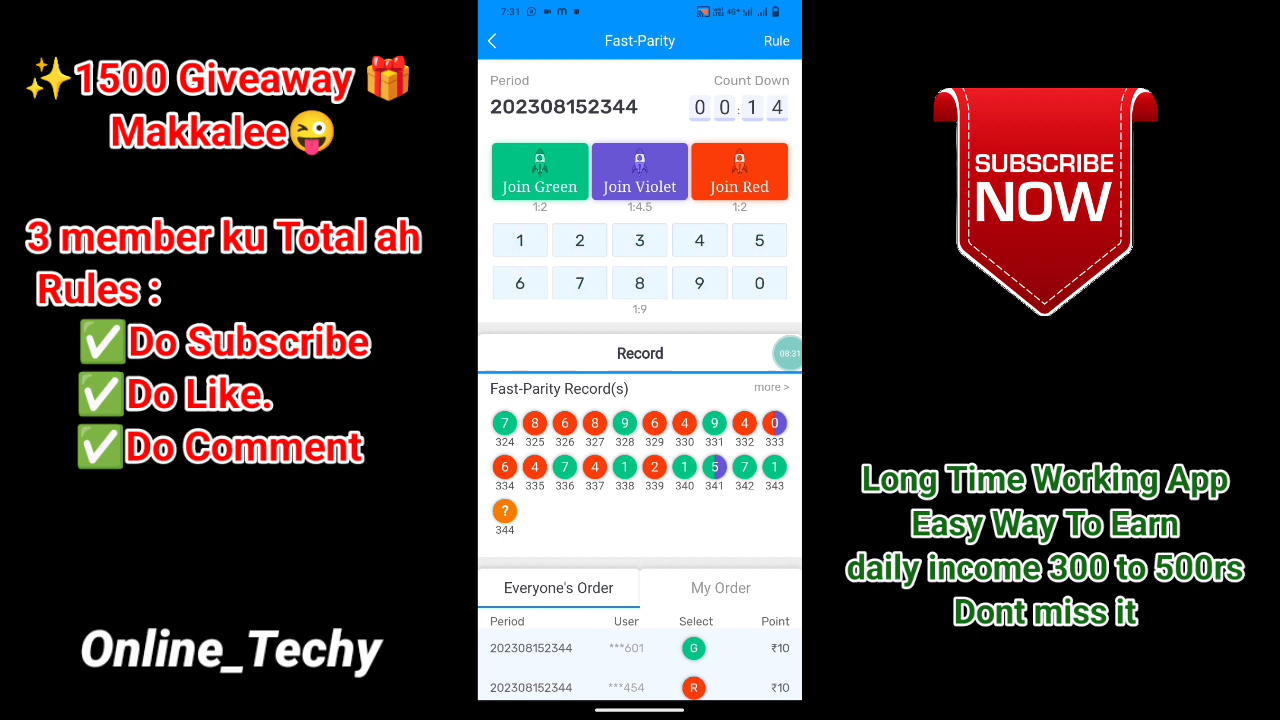 ✨1500 Giveaway 🎁
Makkalee😜
3 member ku Total ah
Rules :
✅Do Subscribe
✅Do Like.
✅Do Comment
Online_Techy
7:31
4G+
Fast-Parity
Rule
Period
Count Down
202308152344
0 0 : 1 4
Join Green
Join Violet
Join Red
1:2
1:4.5
1:2
1 2 3 4 5
6 7 8 9 0
1:9
Record
08:31
Fast-Parity Record(s)
more >
7 8 6 8 9 6 4 9 4 0
324 325 326 327 328 329 330 331 332 333
6 4 7 4 1 2 1 5 7 1
334 335 336 337 338 339 340 341 342 343
?
344
Everyone's Order
My Order
Period User Select Point
202308152344 ***601 G ₹10
202308152344 ***454 R ₹10
SUBSCRIBE
NOW
Long Time Working App
Easy Way To Earn
daily income 300 to 500rs
Dont miss it